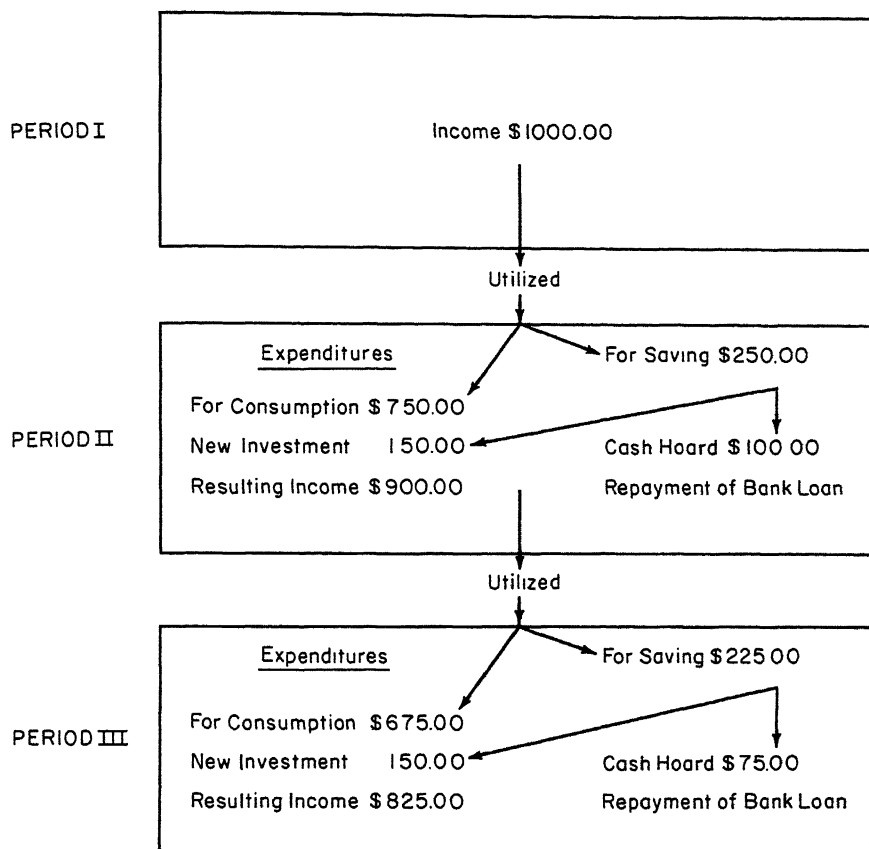 PERIOD I
Income $1000.00
Utilized
PERIOD II
Expenditures
For Saving $250.00
For Consumption $750.00
New Investment 150.00
Cash Hoard $100 00
Resulting Income $900.00
Repayment of Bank Loan
Utilized
PERIOD III
Expenditures
For Saving $225 00
For Consumption $675.00
New Investment 150.00
Cash Hoard $75.00
Resulting Income $825.00
Repayment of Bank Loan